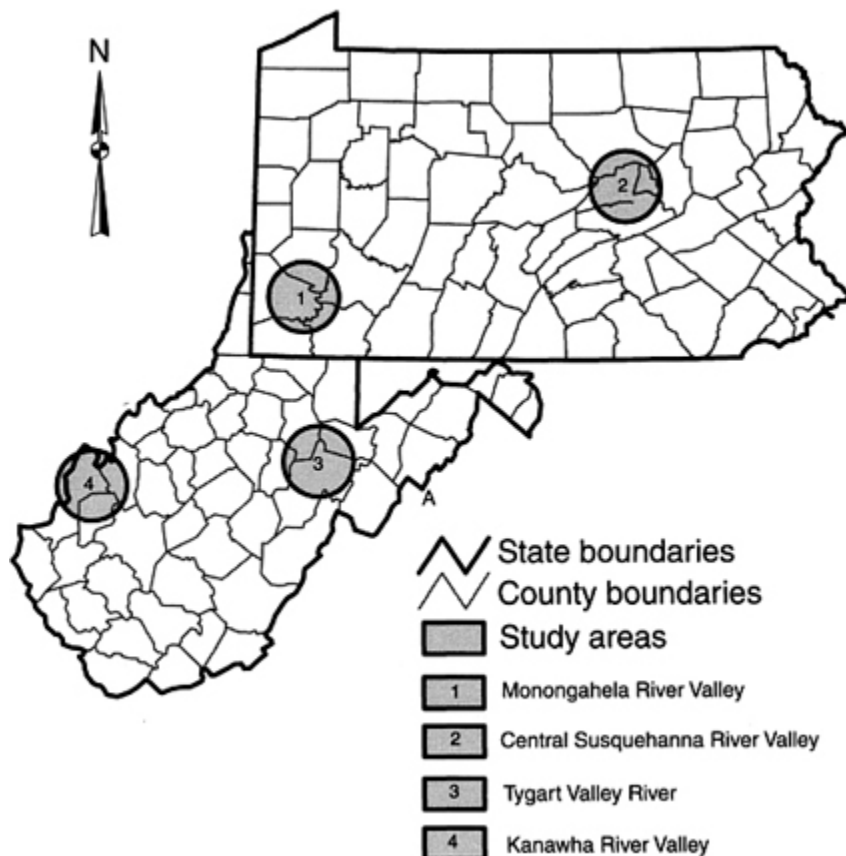 N
2
1
3
4
A
State boundaries
County boundaries
Study areas
1 Monongahela River Valley
2 Central Susquehanna River Valley
3 Tygart Valley River
4 Kanawha River Valley